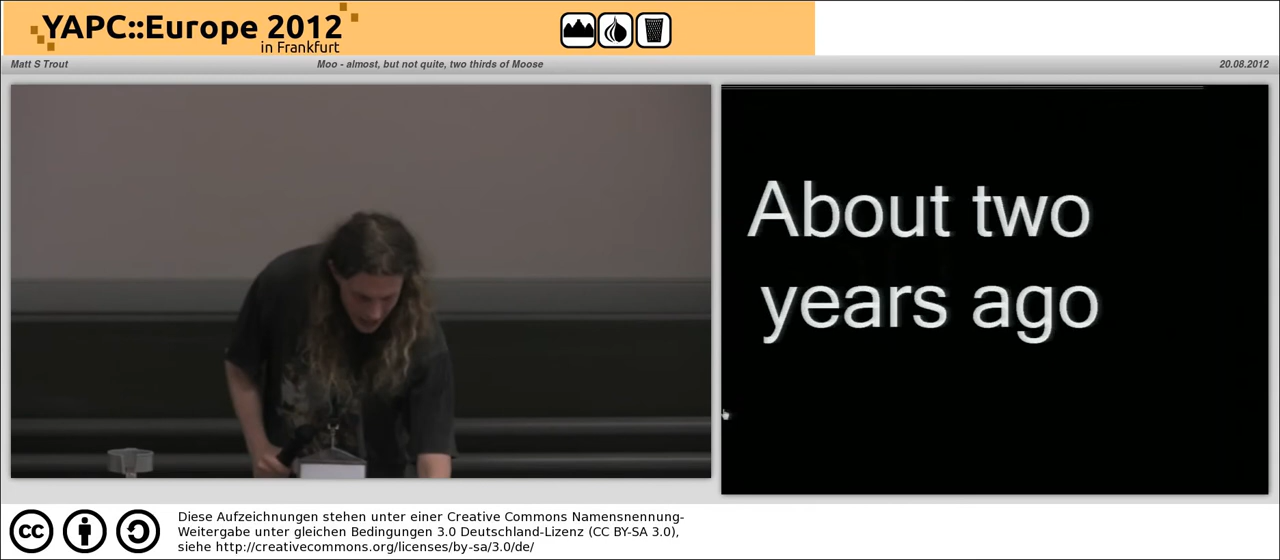 YAPC::Europe 2012
in Frankfurt
Matt S Trout
Moo - almost, but not quite, two thirds of Moose
20.08.2012
About two
years ago
cc
Diese Aufzeichnungen stehen unter einer Creative Commons Namensnennung-
Weitergabe unter gleichen Bedingungen 3.0 Deutschland-Lizenz (CC BY-SA 3.0),
siehe http://creativecommons.org/licenses/by-sa/3.0/de/